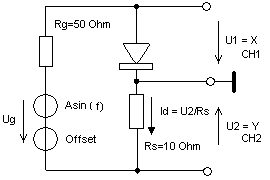 Rg=50 Ohm
U1 = X
CH1
Asin ( f )
Id = U2/Rs
Ug
U2 = Y
Offset
CH2
Rs=10 Ohm